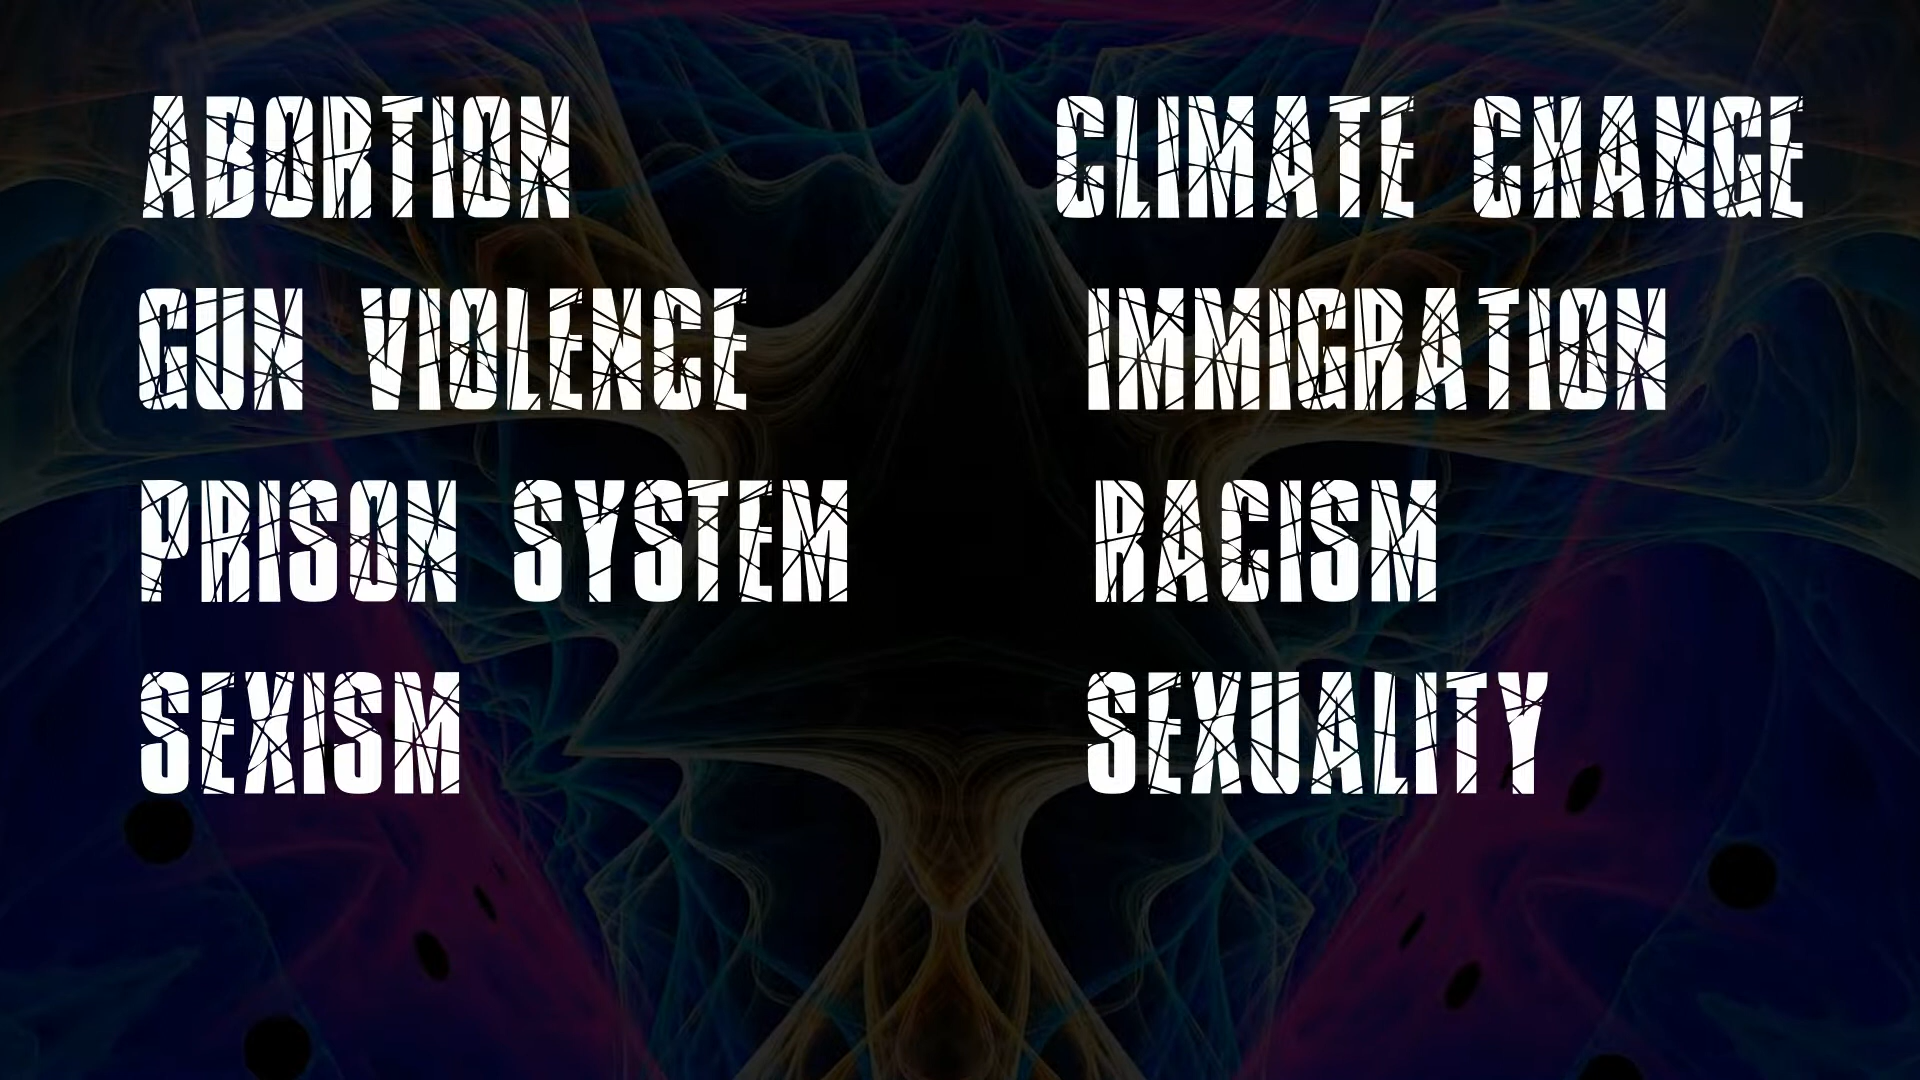 ABORTION
CLIMATE CHANGE
GUN VIOLENCE
IMMIGRATION
PRISON SYSTEM
RACISM
SEXISM
SEXUALITY